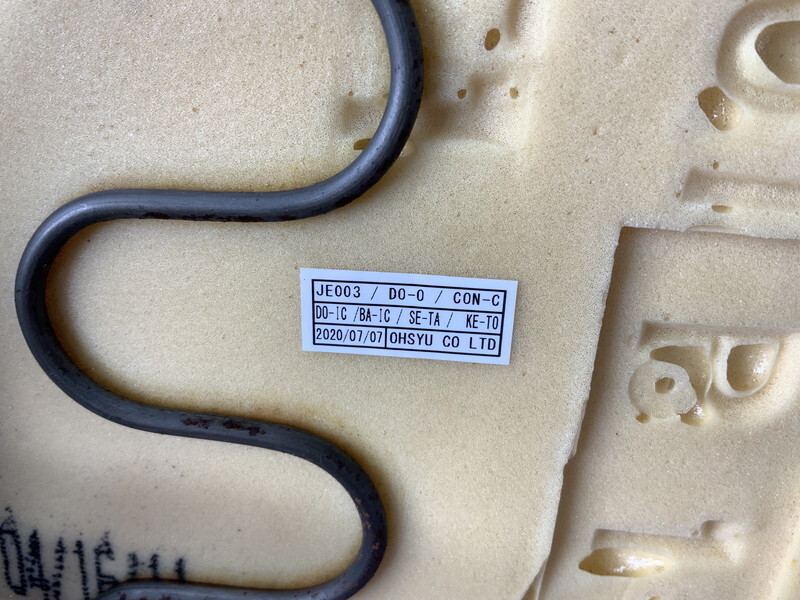 JE003 / DO-O / CON-C
DO-IC /BA-IC / SE-TA / KE-TO
2020/07/07 OHSYU CO LTD